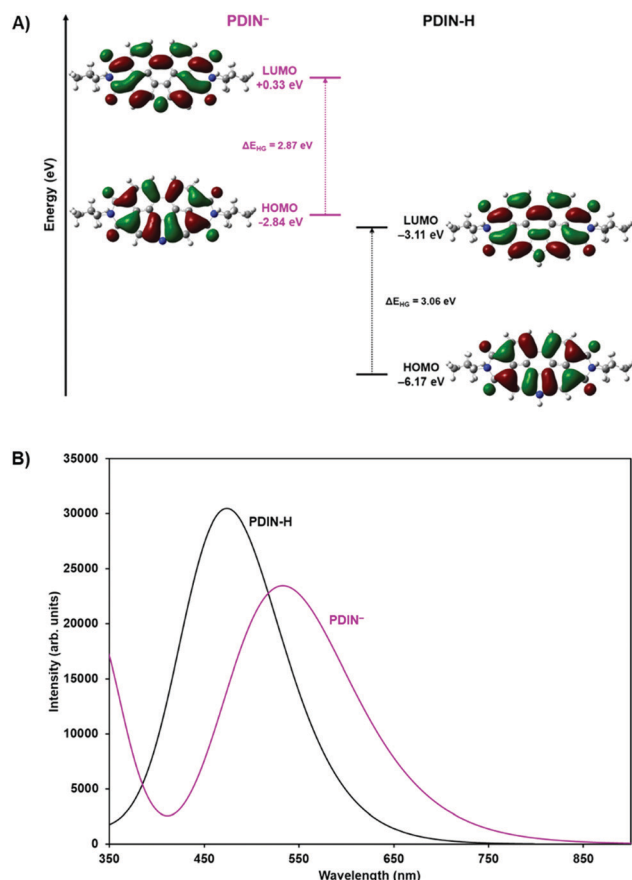 A)
PDIN⁻
PDIN-H
Energy (eV)
LUMO
+0.33 eV
ΔE_HG = 2.87 eV
HOMO
-2.84 eV
LUMO
–3.11 eV
ΔE_HG = 3.06 eV
HOMO
–6.17 eV
B)
Intensity (arb. units)
35000
30000
25000
20000
15000
10000
5000
0
PDIN-H
PDIN⁻
350
450
550
650
750
850
Wavelength (nm)